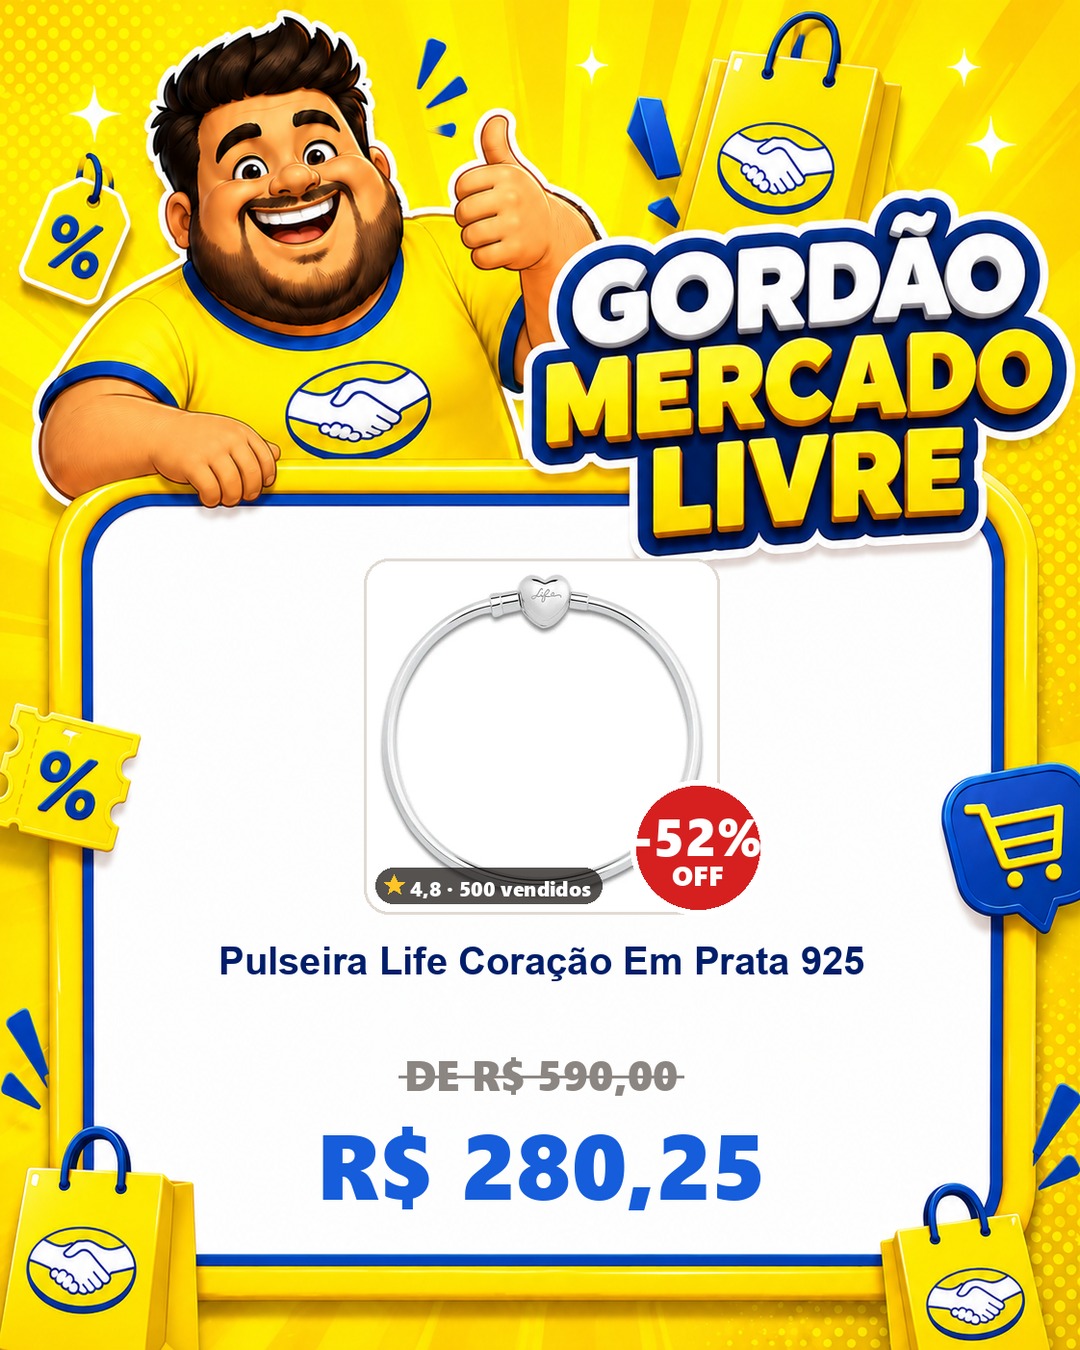 %
GORDÃO
MERCADO
LIVRE
Life
%
-52%
OFF
4,8 · 500 vendidos
Pulseira Life Coração Em Prata 925
DE R$ 590,00
R$ 280,25